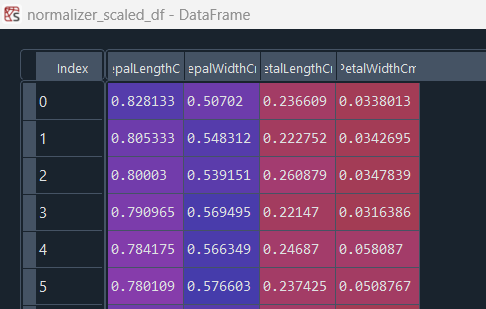 normalizer_scaled_df - DataFrame
Index epalLengthC epalWidthCr etalLengthCr PetalWidthCm
0 0.828133 0.50702 0.236609 0.0338013
1 0.805333 0.548312 0.222752 0.0342695
2 0.80003 0.539151 0.260879 0.0347839
3 0.790965 0.569495 0.22147 0.0316386
4 0.784175 0.566349 0.24687 0.058087
5 0.780109 0.576603 0.237425 0.0508767